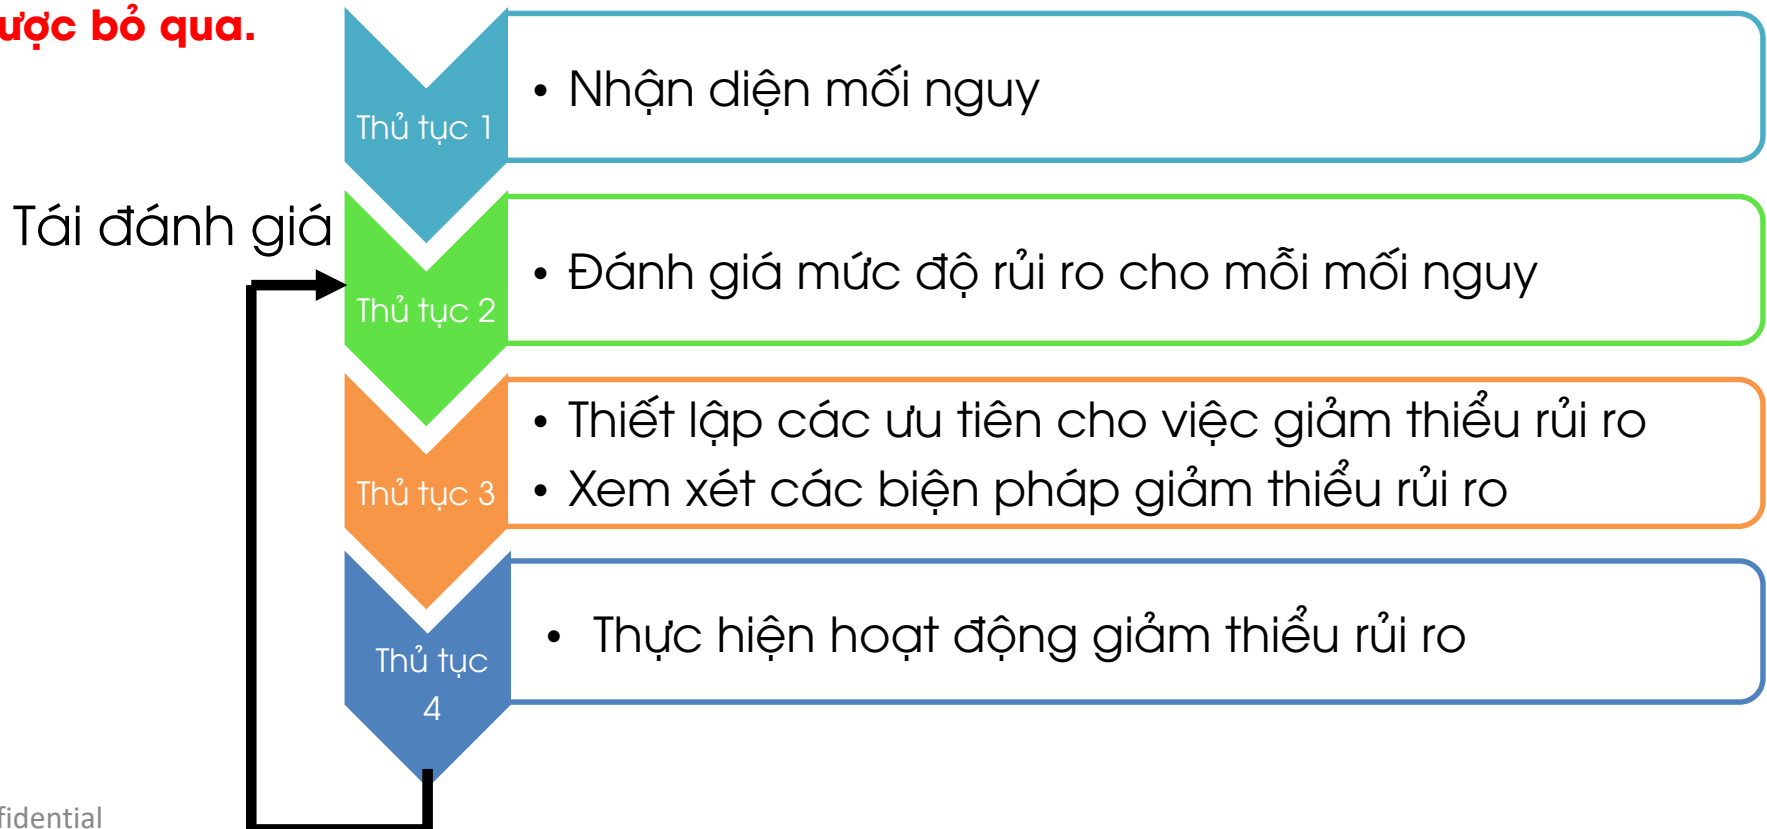 ược bỏ qua.
Thủ tục 1
• Nhận diện mối nguy
Tái đánh giá
Thủ tục 2
• Đánh giá mức độ rủi ro cho mỗi mối nguy
Thủ tục 3
• Thiết lập các ưu tiên cho việc giảm thiểu rủi ro
• Xem xét các biện pháp giảm thiểu rủi ro
Thủ tục
4
• Thực hiện hoạt động giảm thiểu rủi ro
fidential